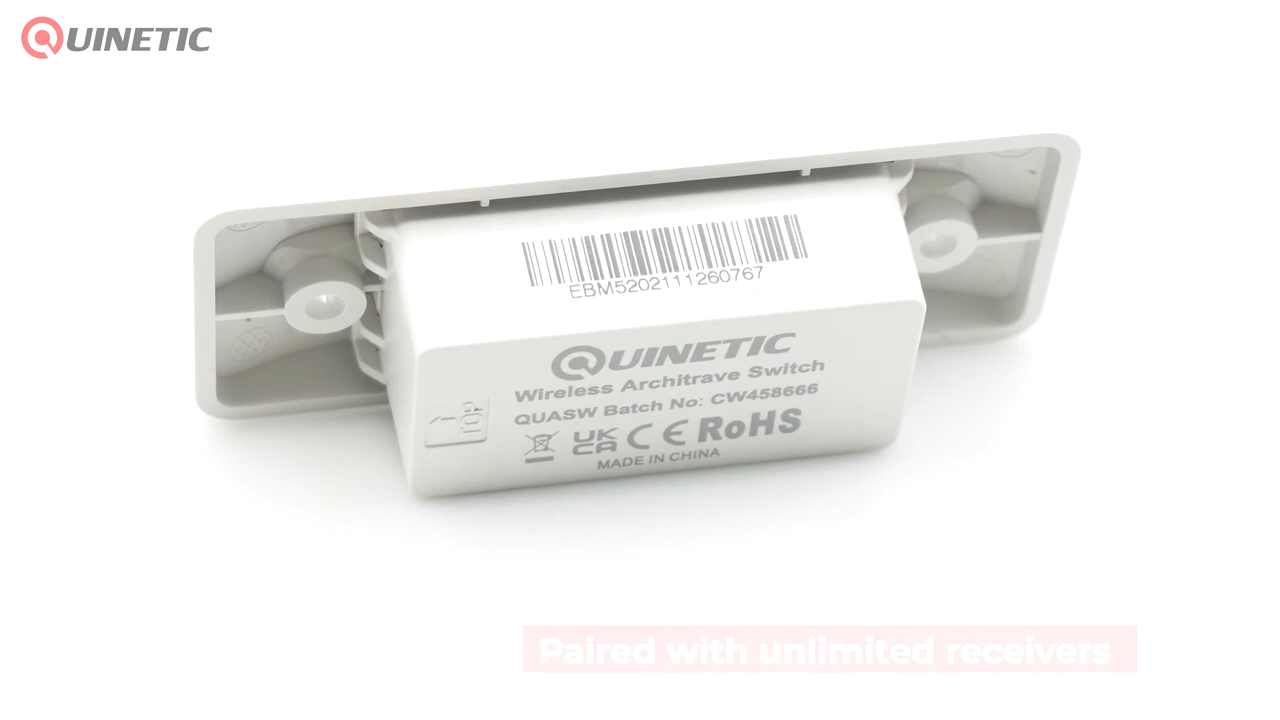 QUINETIC
EBM5202111260767
QUINETIC
Wireless Architrave Switch
QUASW Batch No: CW458666
TOP
UK
CA CE RoHS
MADE IN CHINA
Paired with unlimited receivers